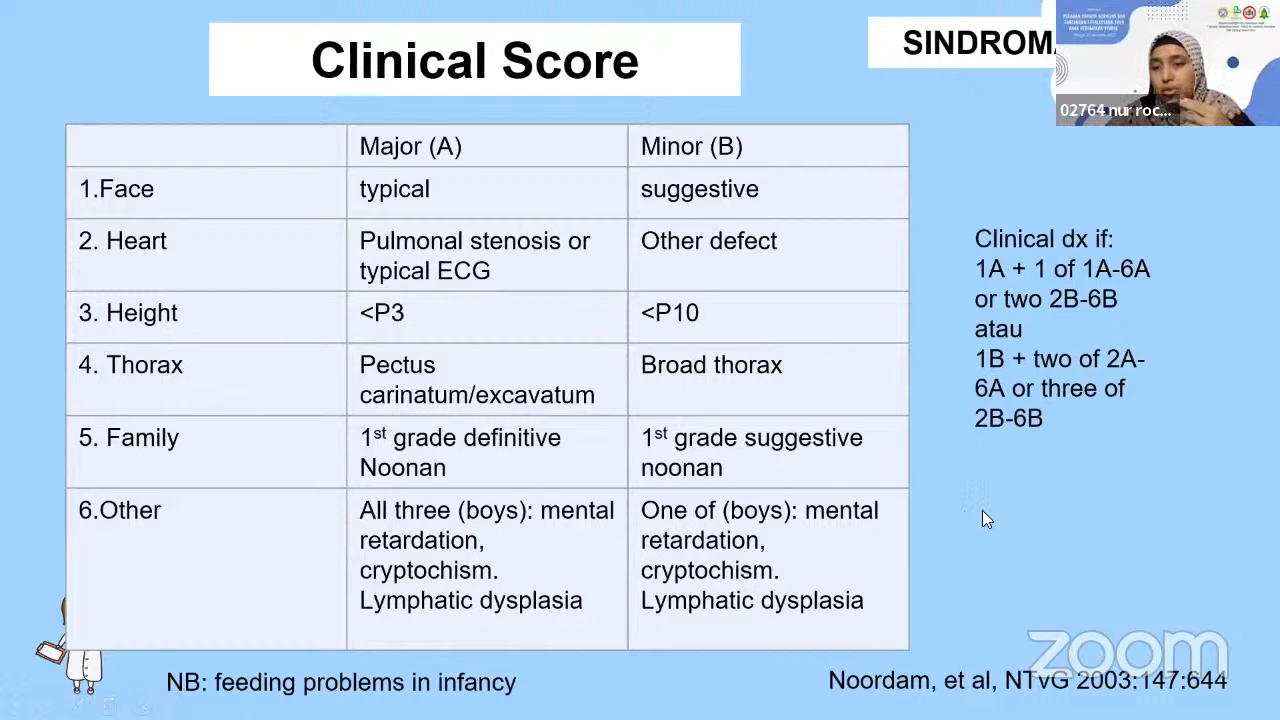 Clinical Score
SINDROMA
02764 nur roc...
Major (A)
Minor (B)
1.Face
typical
suggestive
2. Heart
Pulmonal stenosis or
typical ECG
Other defect
3. Height
<P3
<P10
4. Thorax
Pectus
carinatum/excavatum
Broad thorax
5. Family
1st grade definitive
Noonan
1st grade suggestive
noonan
6.Other
All three (boys): mental
retardation,
cryptochism.
Lymphatic dysplasia
One of (boys): mental
retardation,
cryptochism.
Lymphatic dysplasia
Clinical dx if:
1A + 1 of 1A-6A
or two 2B-6B
atau
1B + two of 2A-
6A or three of
2B-6B
NB: feeding problems in infancy
Noordam, et al, NTvG 2003:147:644
zoom